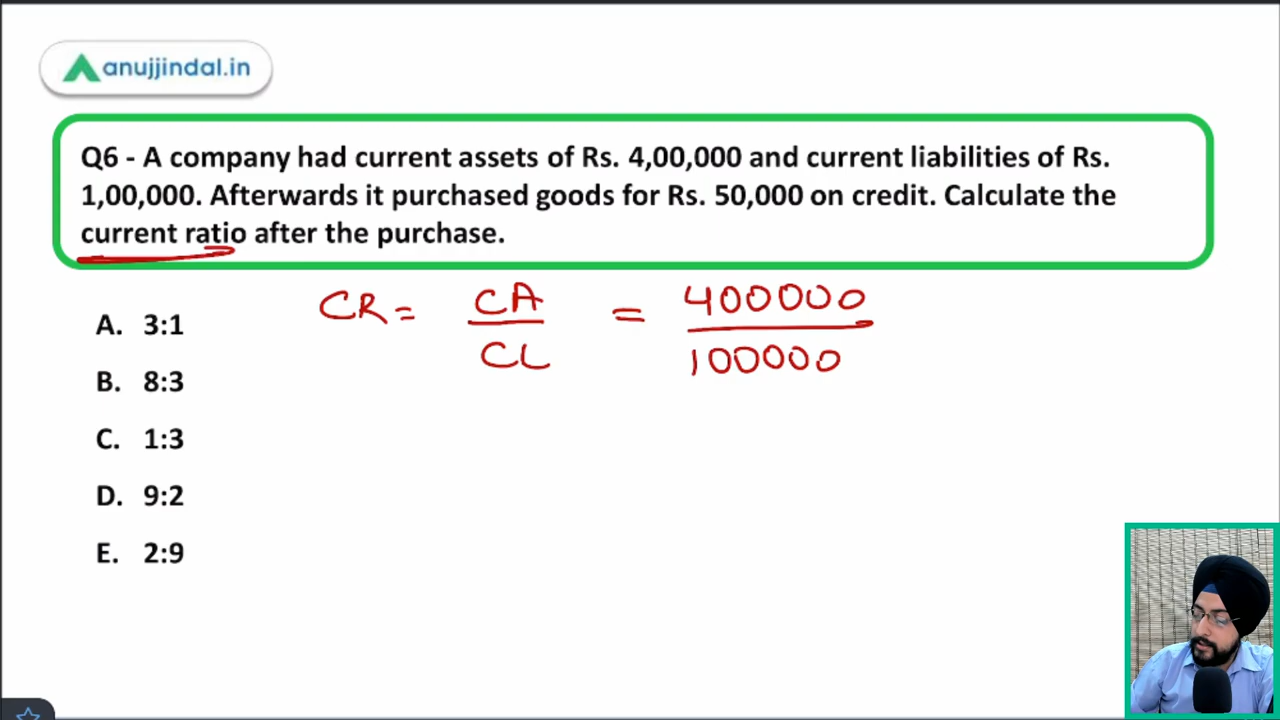 anujjindal.in
Q6 - A company had current assets of Rs. 4,00,000 and current liabilities of Rs.
1,00,000. Afterwards it purchased goods for Rs. 50,000 on credit. Calculate the
current ratio after the purchase.
CR = CA / CL = 400000 / 100000
A. 3:1
B. 8:3
C. 1:3
D. 9:2
E. 2:9